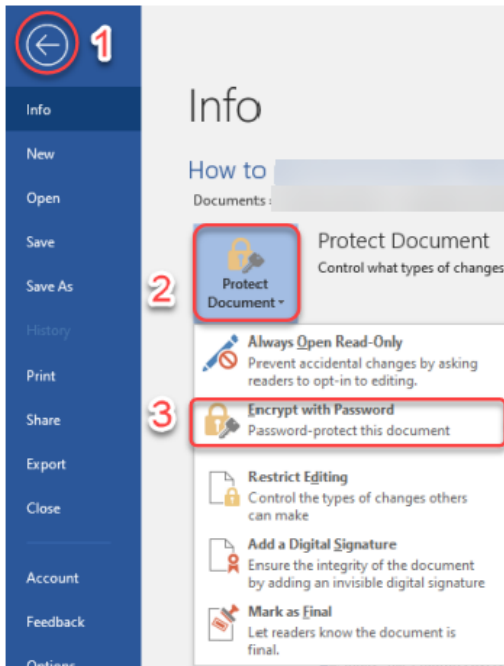 1
Info
New
Open
Save
Save As
History
Print
Share
Export
Close
Account
Feedback
Options
Info
How to
Documents
2
Protect
Document
Protect Document
Control what types of changes
Always Open Read-Only
Prevent accidental changes by asking
readers to opt-in to editing.
3
Encrypt with Password
Password-protect this document
Restrict Editing
Control the types of changes others
can make
Add a Digital Signature
Ensure the integrity of the document
by adding an invisible digital signature
Mark as Final
Let readers know the document is
final.